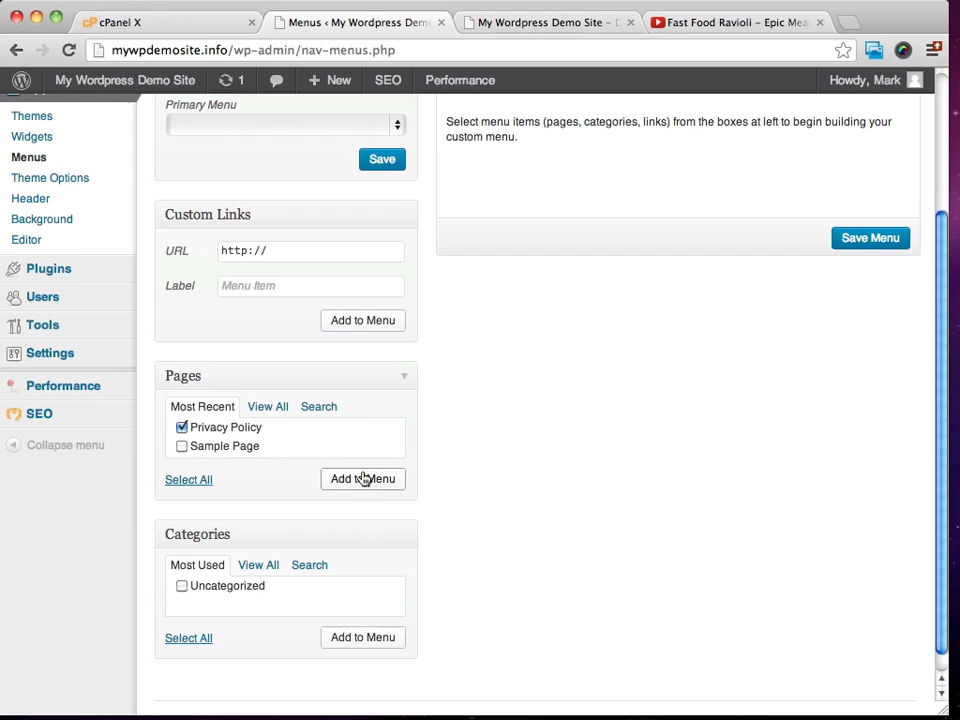 cPanel X
Menus ‹ My Wordpress Demo
My Wordpress Demo Site –
Fast Food Ravioli – Epic Mea
mywpdemosite.info/wp-admin/nav-menus.php
My Wordpress Demo Site
1
New
SEO
Performance
Howdy, Mark
Themes
Widgets
Menus
Theme Options
Header
Background
Editor
Plugins
Users
Tools
Settings
Performance
SEO
Collapse menu
Primary Menu
Save
Custom Links
URL
http://
Label
Menu Item
Add to Menu
Pages
Most Recent
View All
Search
Privacy Policy
Sample Page
Select All
Add to Menu
Categories
Most Used
View All
Search
Uncategorized
Select All
Add to Menu
Select menu items (pages, categories, links) from the boxes at left to begin building your
custom menu.
Save Menu